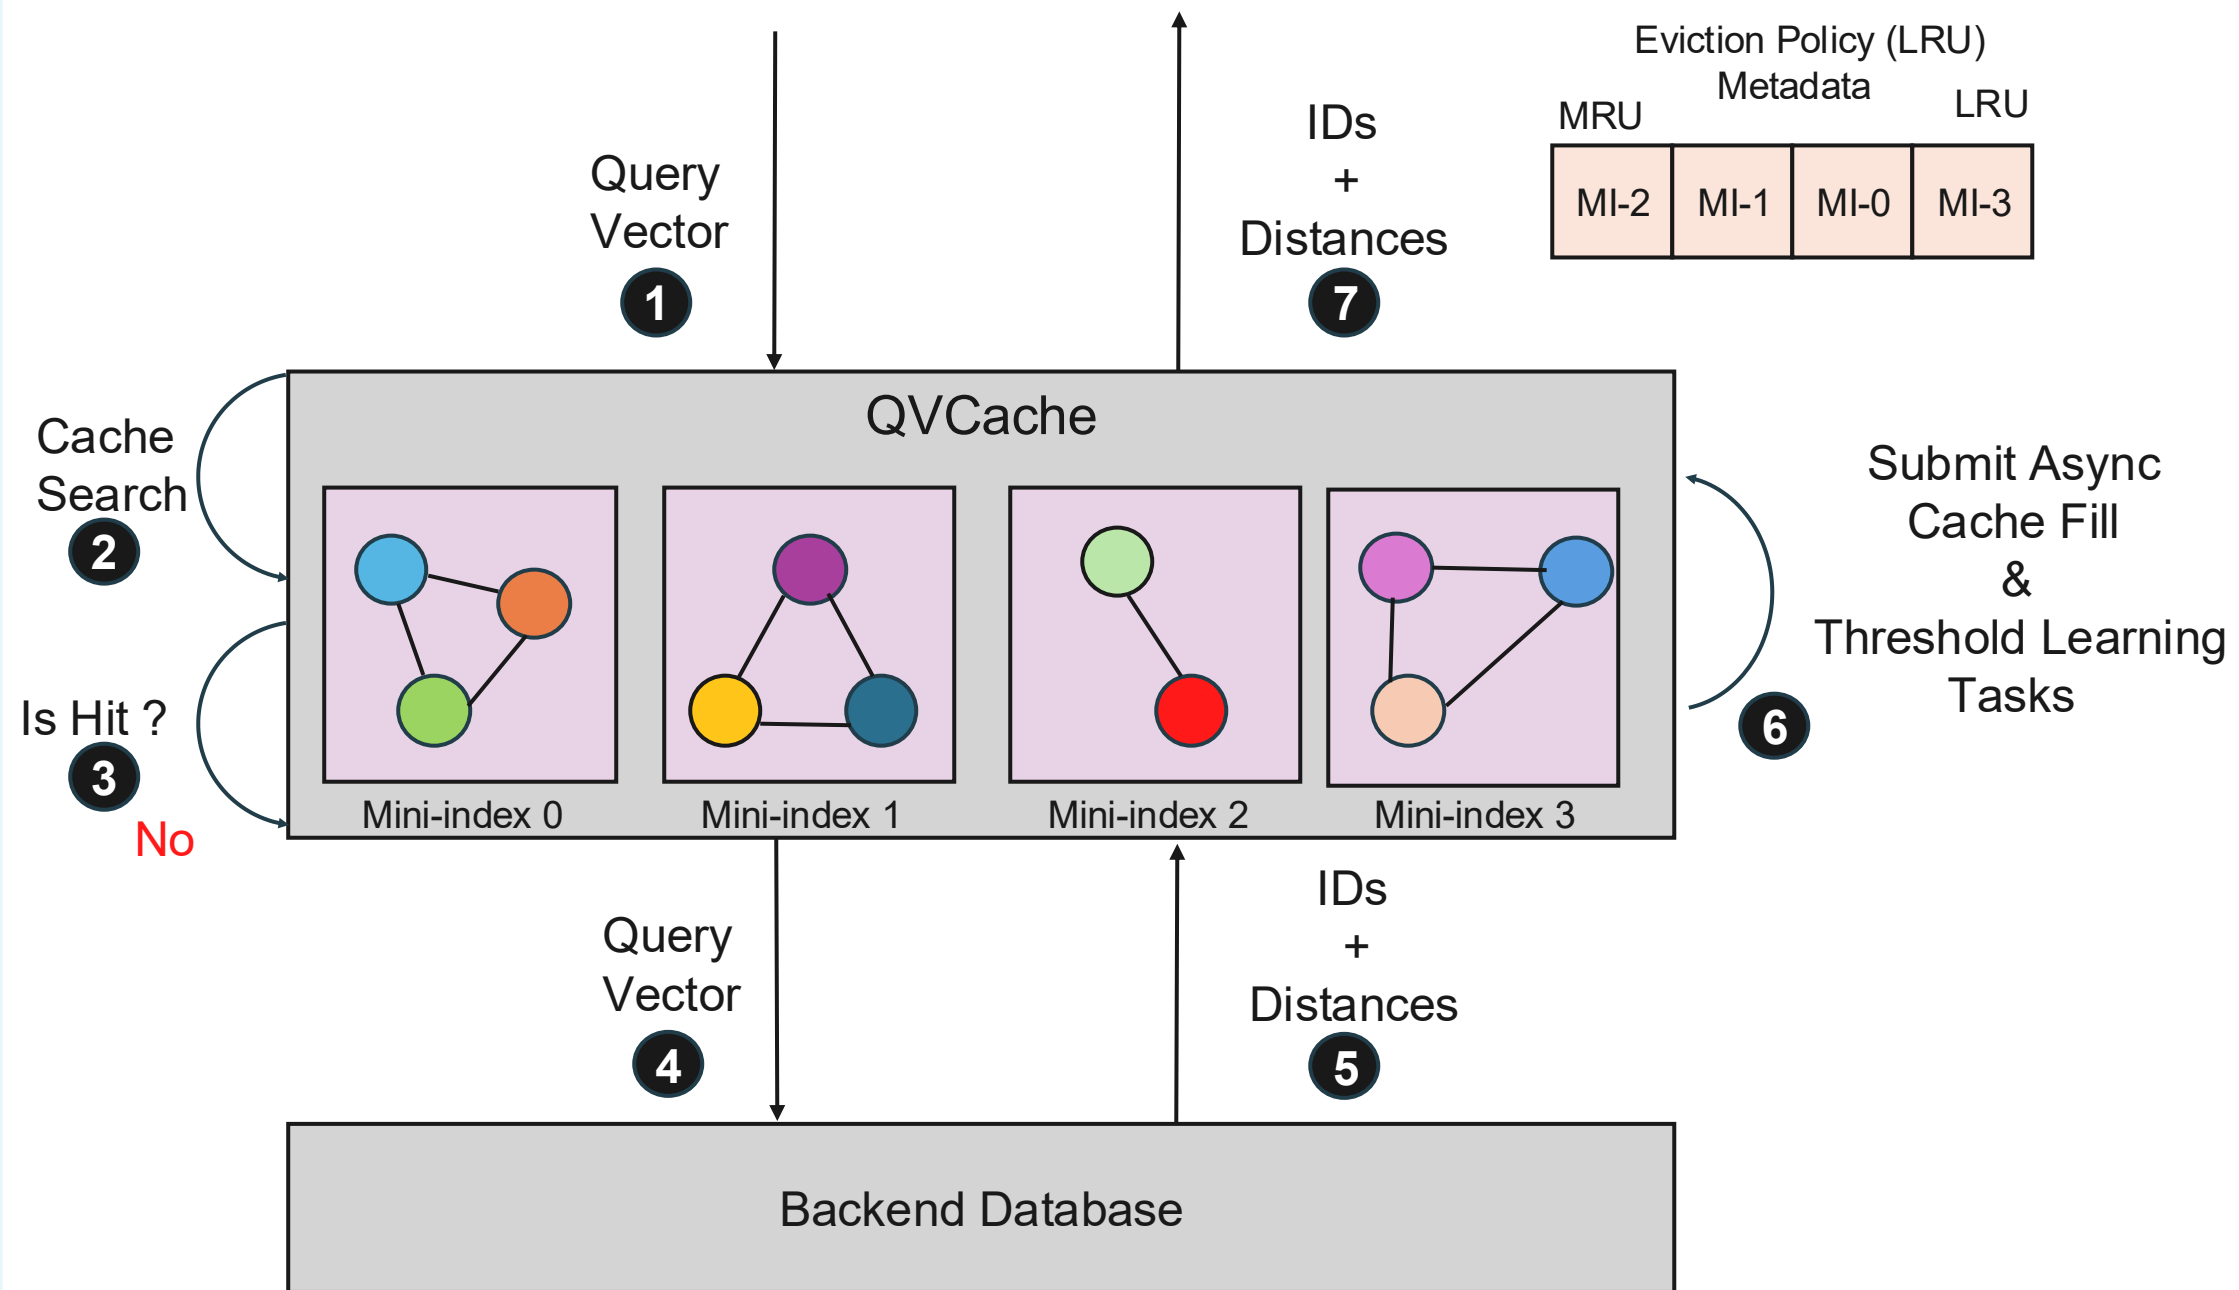 Query
Vector
1
IDs
+
Distances
7
Eviction Policy (LRU)
Metadata
MRU
LRU
MI-2
MI-1
MI-0
MI-3
QVCache
Cache
Search
2
Is Hit ?
3
No
Mini-index 0
Mini-index 1
Mini-index 2
Mini-index 3
Submit Async
Cache Fill
&
Threshold Learning
Tasks
6
Query
Vector
4
IDs
+
Distances
5
Backend Database